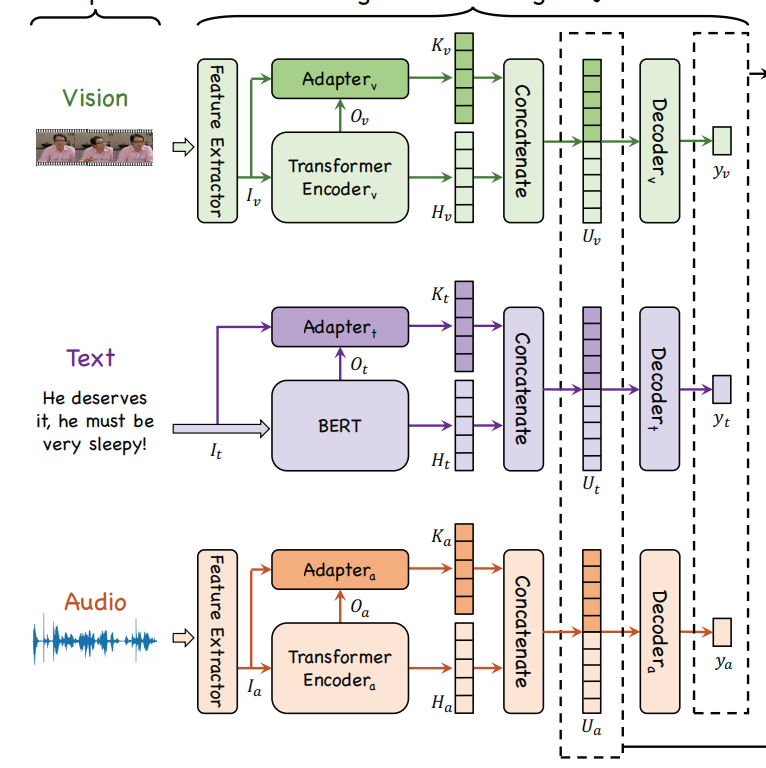 Vision
Feature Extractor
I_v
Adapter_v
O_v
Transformer
Encoder_v
K_v
H_v
Concatenate
U_v
Decoder_v
y_v
Text
He deserves
it, he must be
very sleepy!
I_t
Adapter_t
O_t
BERT
K_t
H_t
Concatenate
U_t
Decoder_t
y_t
Audio
Feature Extractor
I_a
Adapter_a
O_a
Transformer
Encoder_a
K_a
H_a
Concatenate
U_a
Decoder_a
y_a